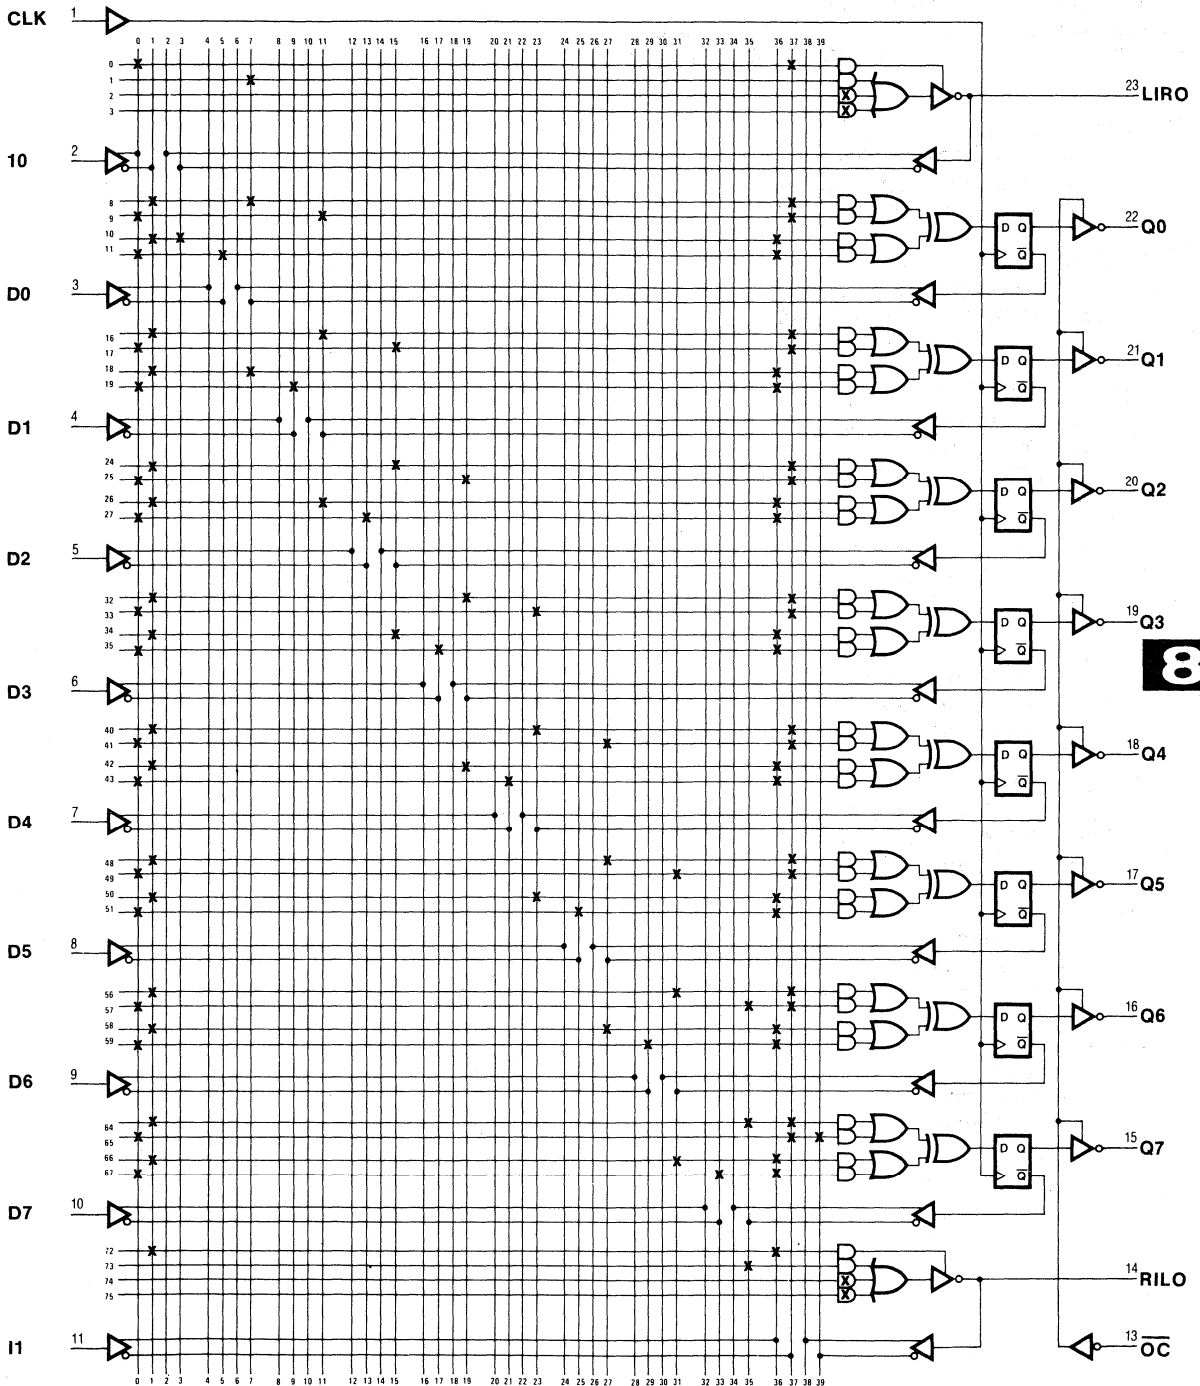 CLK 1
0 1 2 3 4 5 6 7 8 9 10 11 12 13 14 15 16 17 18 19 20 21 22 23 24 25 26 27 28 29 30 31 32 33 34 35 36 37 38 39
0
1
2
3
23 LIRO
10 2
8
9
10
11
D Q
Q
22 Q0
D0 3
16
17
18
19
D Q
Q
21 Q1
D1 4
24
25
26
27
D Q
Q
20 Q2
D2 5
32
33
34
35
D Q
Q
19 Q3
8
D3 6
40
41
42
43
D Q
Q
18 Q4
D4 7
48
49
50
51
D Q
Q
17 Q5
D5 8
56
57
58
59
D Q
Q
16 Q6
D6 9
64
65
66
67
D Q
Q
15 Q7
D7 10
72
73
74
75
14 RILO
I1 11
13 OC
0 1 2 3 4 5 6 7 8 9 10 11 12 13 14 15 16 17 18 19 20 21 22 23 24 25 26 27 28 29 30 31 32 33 34 35 36 37 38 39